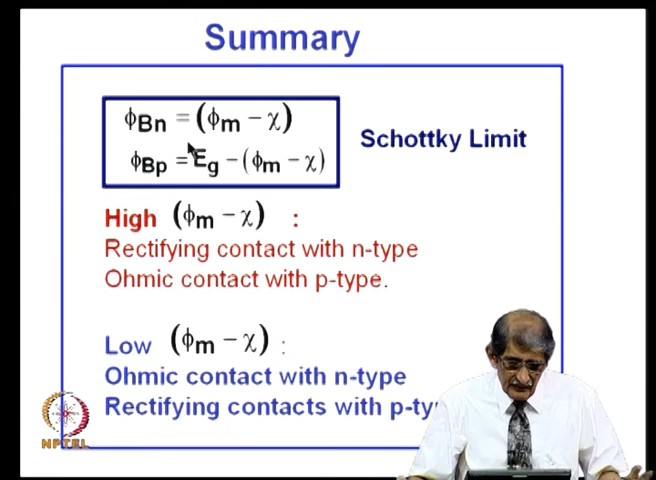 Summary
ϕBn = (ϕm − χ)
ϕBp = Eg − (ϕm − χ)
Schottky Limit
High (ϕm − χ) :
Rectifying contact with n-type
Ohmic contact with p-type.
Low (ϕm − χ) :
Ohmic contact with n-type
Rectifying contacts with p-ty
NPTEL